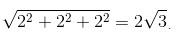 √(2² + 2² + 2²) = 2√3.